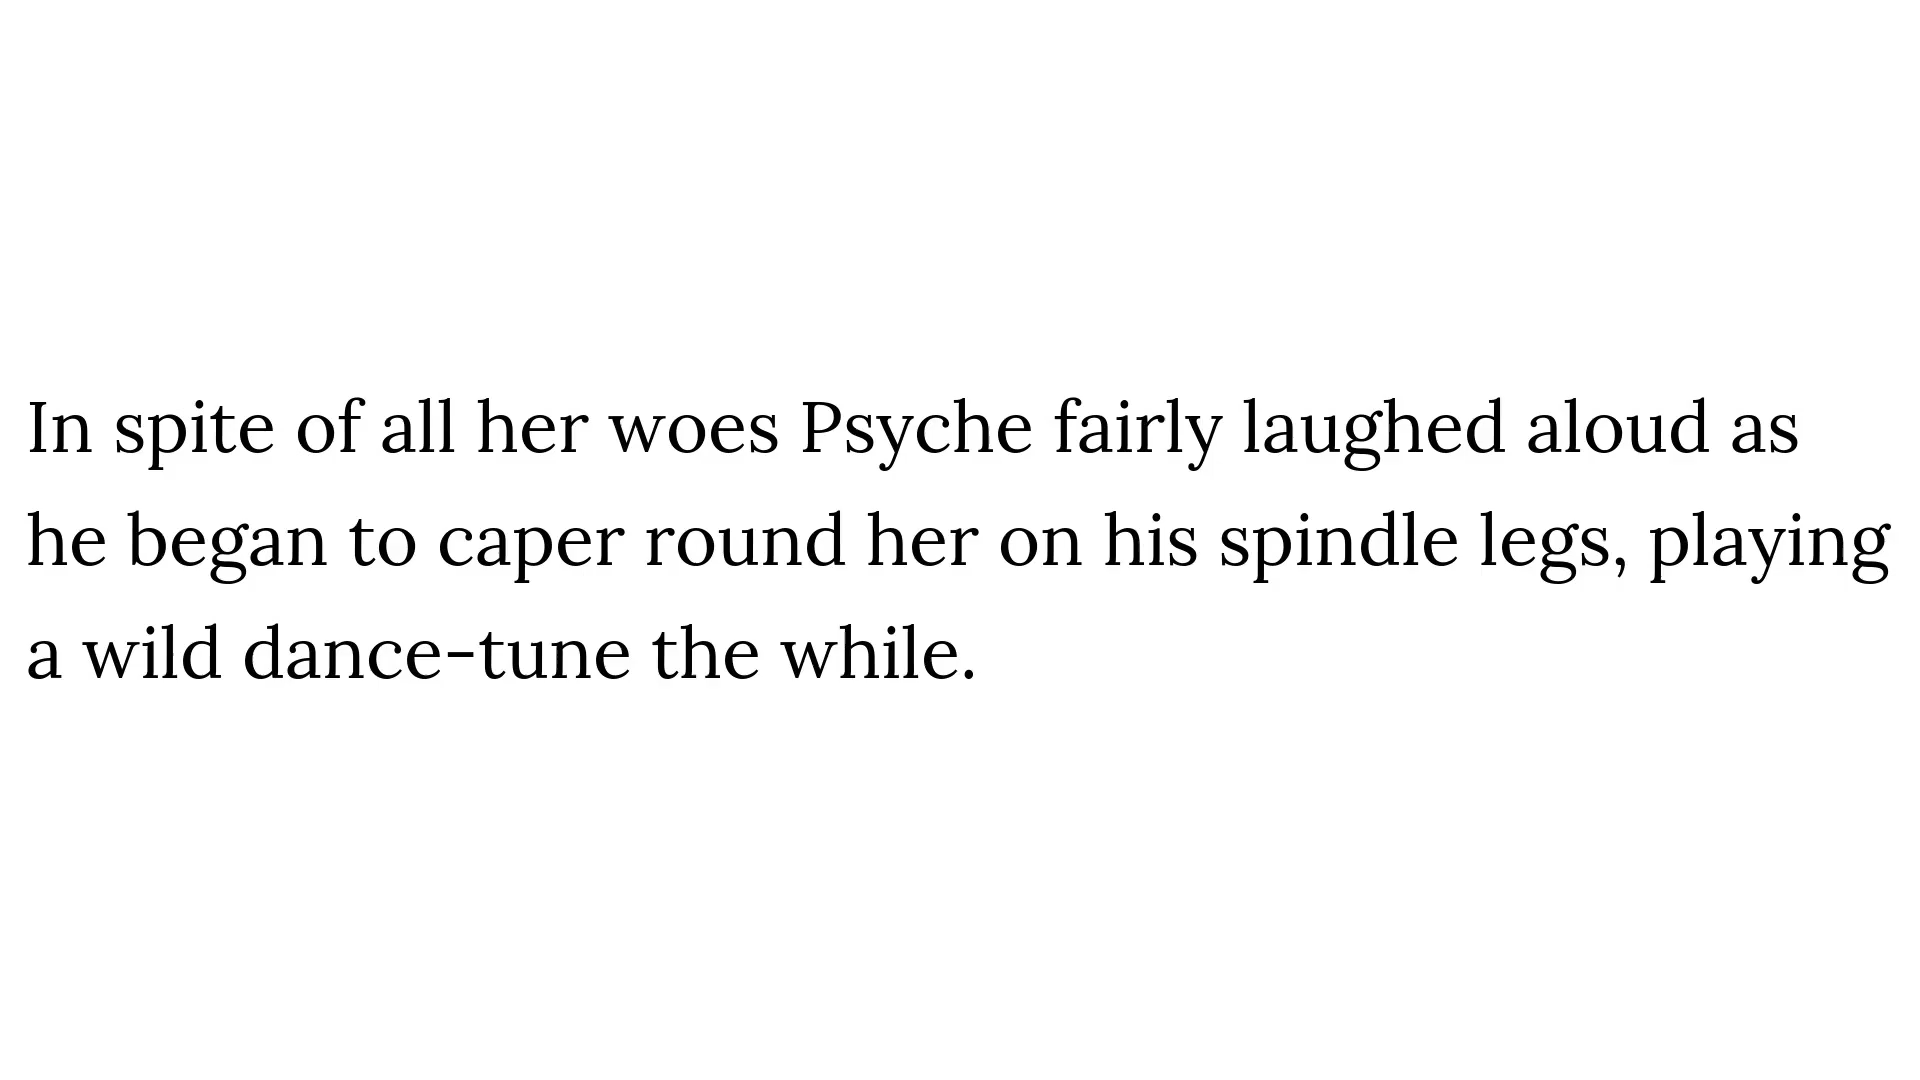 In spite of all her woes Psyche fairly laughed aloud as
he began to caper round her on his spindle legs, playing
a wild dance-tune the while.